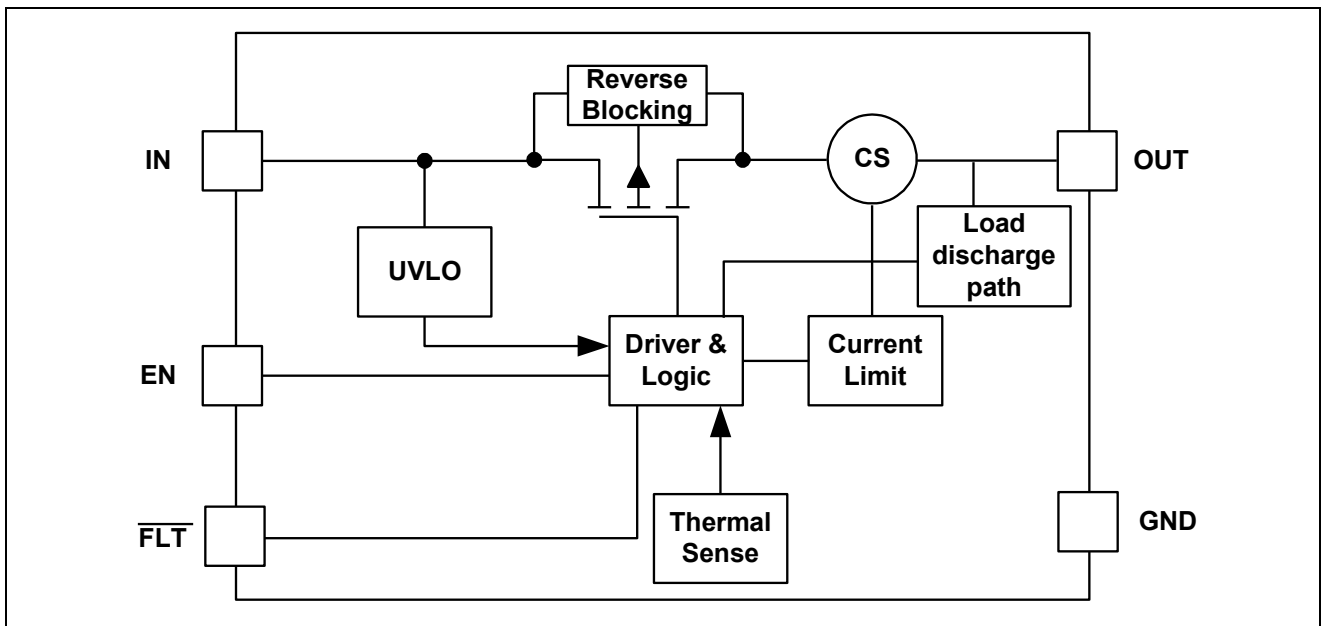 Reverse
Blocking
IN
CS
OUT
Load
discharge
path
UVLO
Driver &
Logic
Current
Limit
EN
Thermal
Sense
FLT
GND